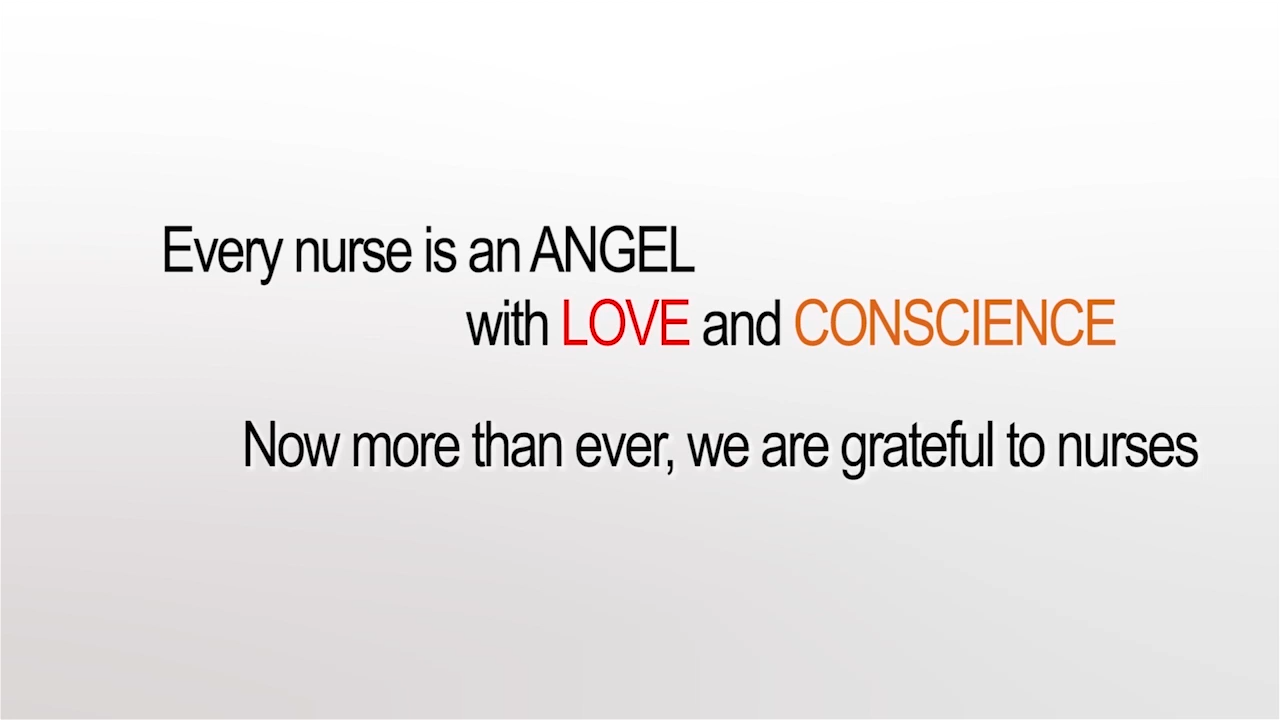 Every nurse is an ANGEL
with LOVE and CONSCIENCE
Now more than ever, we are grateful to nurses